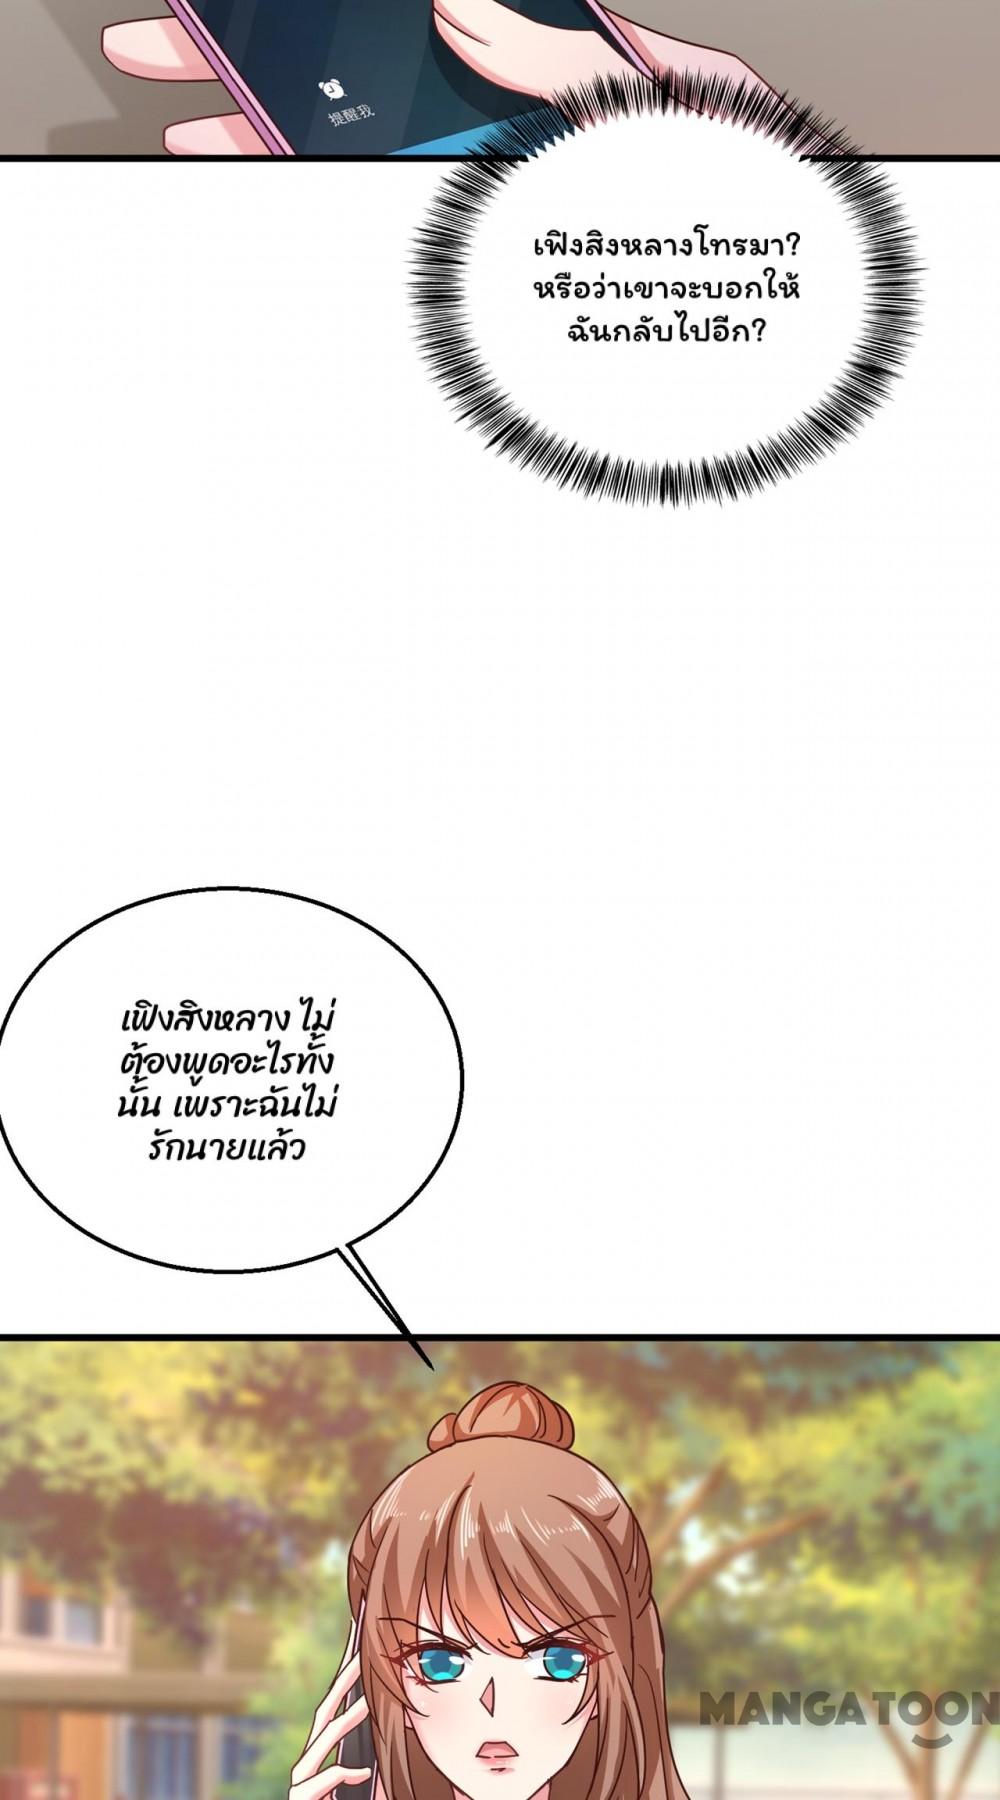 提醒我
เฟิงสิงหลางโทรมา?
หรือว่าเขาจะบอกให้
ฉันกลับไปอีก?
เฟิงสิงหลาง ไม่
ต้องพูดอะไรทั้ง
นั้น เพราะฉันไม่
รักนายแล้ว
MANGATOON